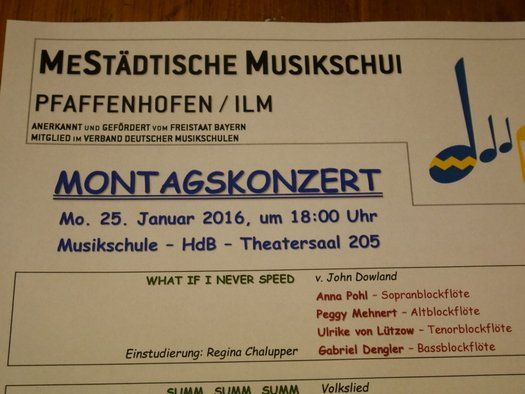 MESTÄDTISCHE MUSIKSCHUl
PFAFFENHOFEN / ILM
ANERKANNT UND GEFÖRDERT VOM FREISTAAT BAYERN
MITGLIED IM VERBAND DEUTSCHER MUSIKSCHULEN
MONTAGSKONZERT
Mo. 25. Januar 2016, um 18:00 Uhr
Musikschule – HdB – Theatersaal 205
WHAT IF I NEVER SPEED v. John Dowland
Anna Pohl – Sopranblockflöte
Peggy Mehnert – Altblockflöte
Ulrike von Lützow – Tenorblockflöte
Einstudierung: Regina Chalupper Gabriel Dengler – Bassblockflöte
SUMM, SUMM, SUMM Volkslied